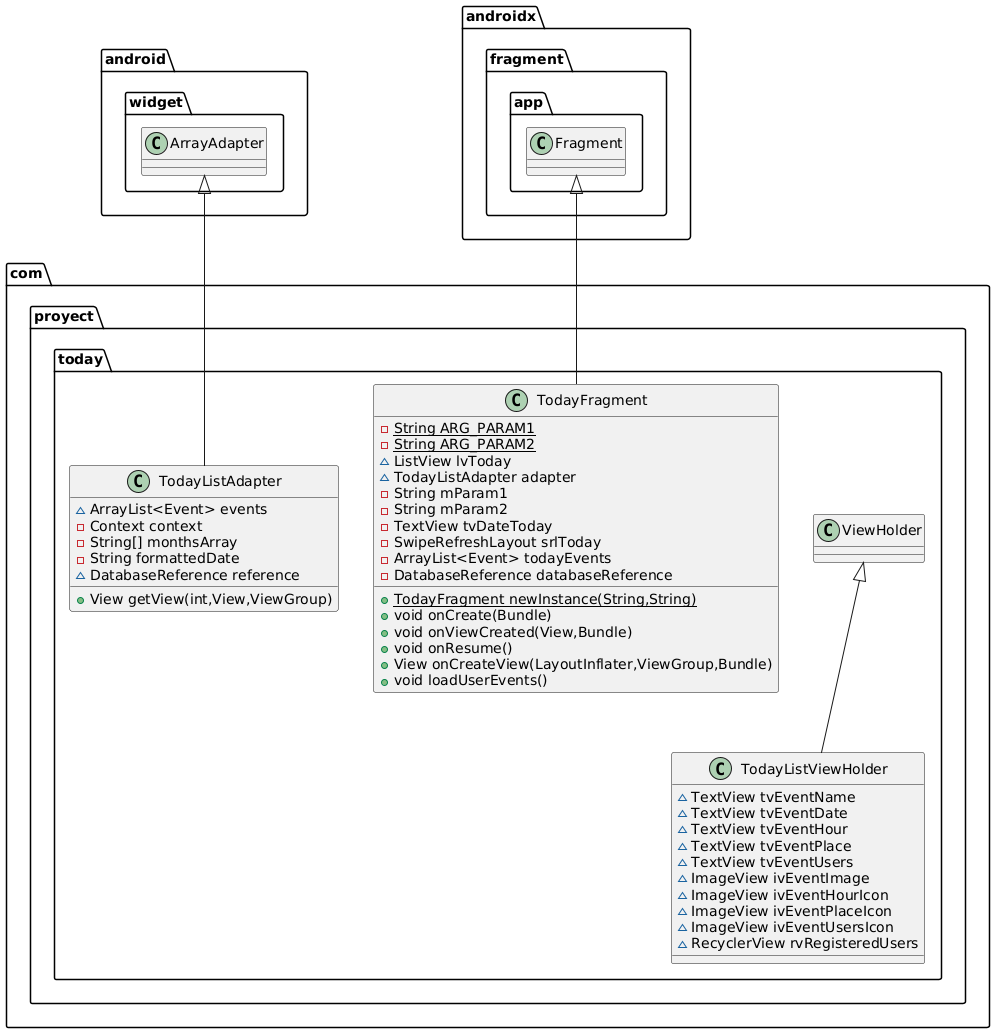 androidx
fragment
app
C Fragment
android
widget
C ArrayAdapter
com
proyect
today
C TodayFragment
String ARG_PARAM1
String ARG_PARAM2
ListView lvToday
TodayListAdapter adapter
String mParam1
String mParam2
TextView tvDateToday
SwipeRefreshLayout srlToday
ArrayList<Event> todayEvents
DatabaseReference databaseReference
TodayFragment newInstance(String,String)
void onCreate(Bundle)
void onViewCreated(View,Bundle)
void onResume()
View onCreateView(LayoutInflater,ViewGroup,Bundle)
void loadUserEvents()
C TodayListAdapter
ArrayList<Event> events
Context context
String[] monthsArray
String formattedDate
DatabaseReference reference
View getView(int,View,ViewGroup)
C ViewHolder
C TodayListViewHolder
TextView tvEventName
TextView tvEventDate
TextView tvEventHour
TextView tvEventPlace
TextView tvEventUsers
ImageView ivEventImage
ImageView ivEventHourIcon
ImageView ivEventPlaceIcon
ImageView ivEventUsersIcon
RecyclerView rvRegisteredUsers